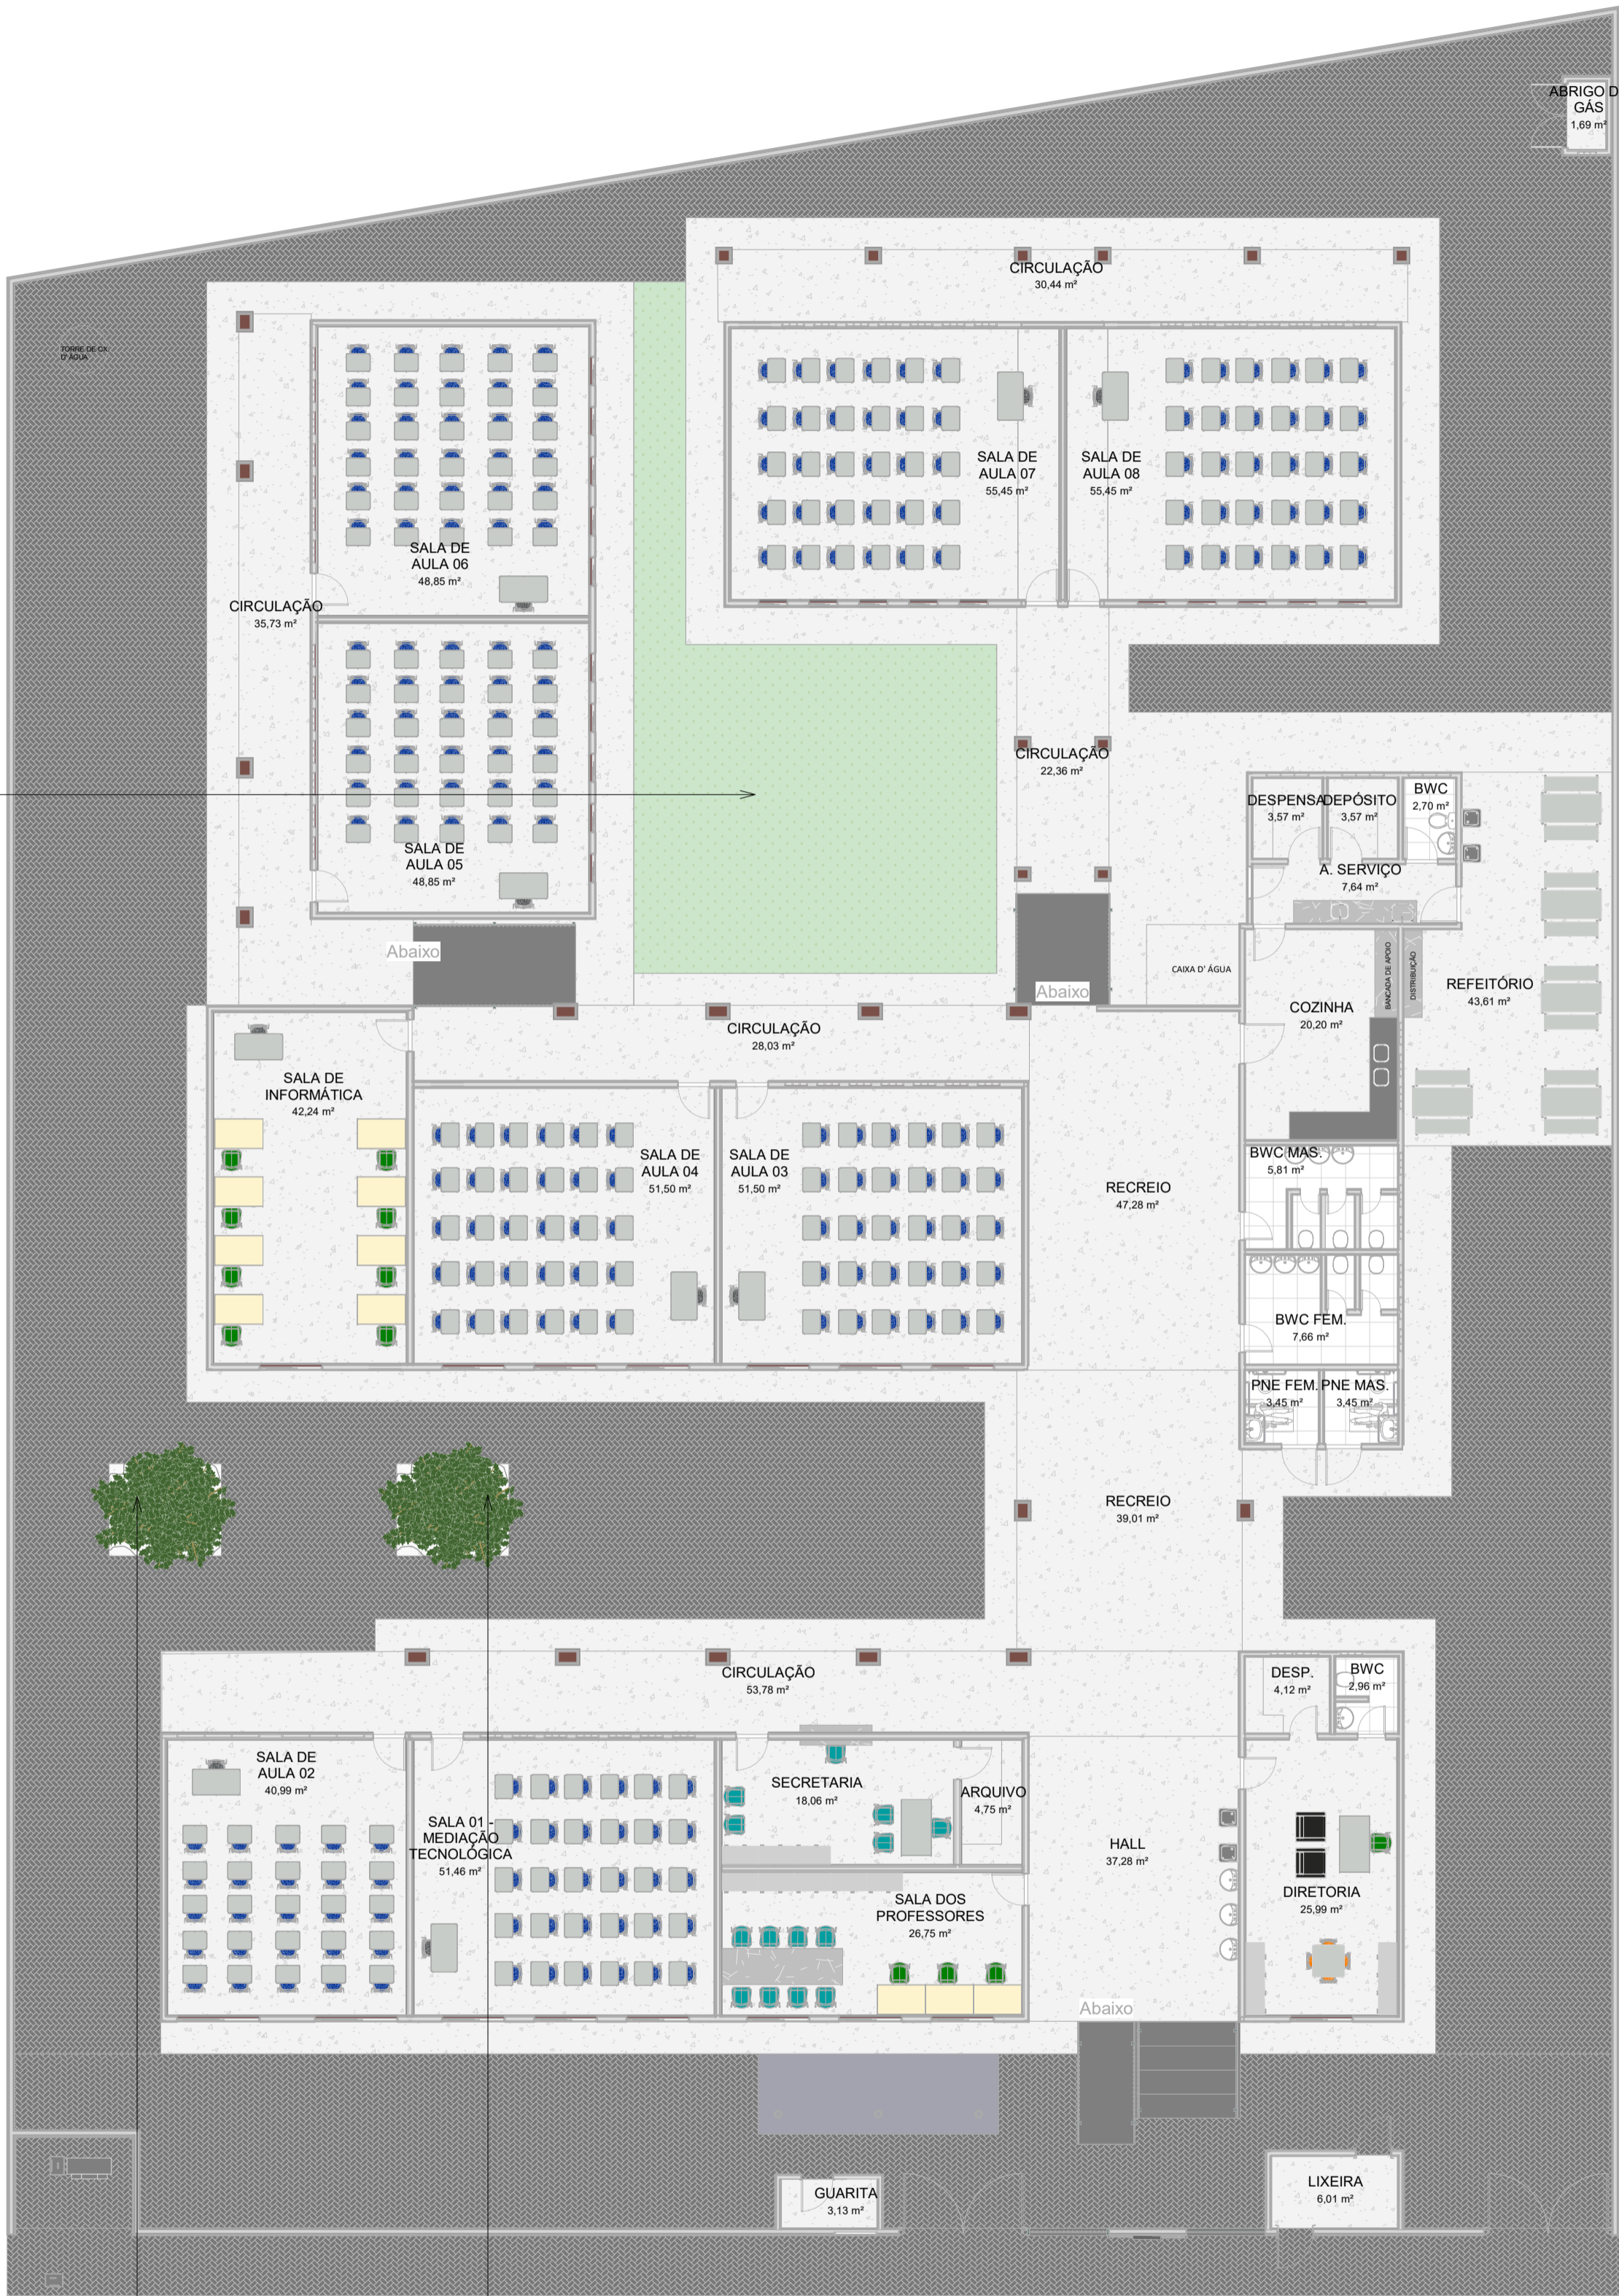 ABRIGO D
GÁS
1,69 m²
CIRCULAÇÃO
30,44 m²
TORRE DE CX.
D' ÁGUA
SALA DE
AULA 07
55,45 m²
SALA DE
AULA 08
55,45 m²
SALA DE
AULA 06
48,85 m²
CIRCULAÇÃO
35,73 m²
CIRCULAÇÃO
22,36 m²
DESPENSA
3,57 m²
DEPÓSITO
3,57 m²
BWC
2,70 m²
SALA DE
AULA 05
48,85 m²
A. SERVIÇO
7,64 m²
Abaixo
CAIXA D' ÁGUA
BANCADA DE APOIO
DISTRIBUIÇÃO
REFEITÓRIO
43,61 m²
Abaixo
COZINHA
20,20 m²
CIRCULAÇÃO
28,03 m²
SALA DE
INFORMÁTICA
42,24 m²
SALA DE
AULA 04
51,50 m²
SALA DE
AULA 03
51,50 m²
BWC MAS.
5,81 m²
RECREIO
47,28 m²
BWC FEM.
7,66 m²
PNE FEM.
3,45 m²
PNE MAS.
3,45 m²
RECREIO
39,01 m²
CIRCULAÇÃO
53,78 m²
DESP.
4,12 m²
BWC
2,96 m²
SALA DE
AULA 02
40,99 m²
SECRETARIA
18,06 m²
ARQUIVO
4,75 m²
SALA 01 -
MEDIAÇÃO
TECNOLÓGICA
51,46 m²
HALL
37,28 m²
SALA DOS
PROFESSORES
26,75 m²
DIRETORIA
25,99 m²
Abaixo
GUARITA
3,13 m²
LIXEIRA
6,01 m²